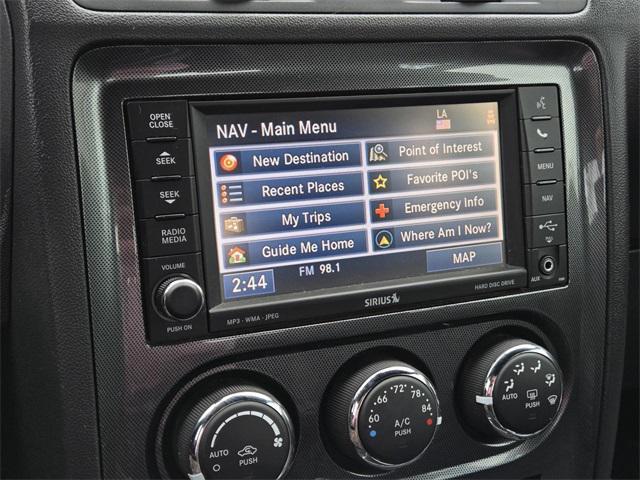 OPEN
CLOSE
SEEK
SEEK
RADIO
MEDIA
VOLUME
PUSH ON
NAV - Main Menu
LA
New Destination
Point of Interest
Recent Places
Favorite POI's
My Trips
Emergency Info
Guide Me Home
Where Am I Now?
2:44
FM 98.1
MAP
MENU
NAV
AUX
MP3 - WMA - JPEG
SIRIUS
HARD DISC DRIVE
AUTO
PUSH
60
66
72
78
84
A/C
PUSH
AUTO
PUSH